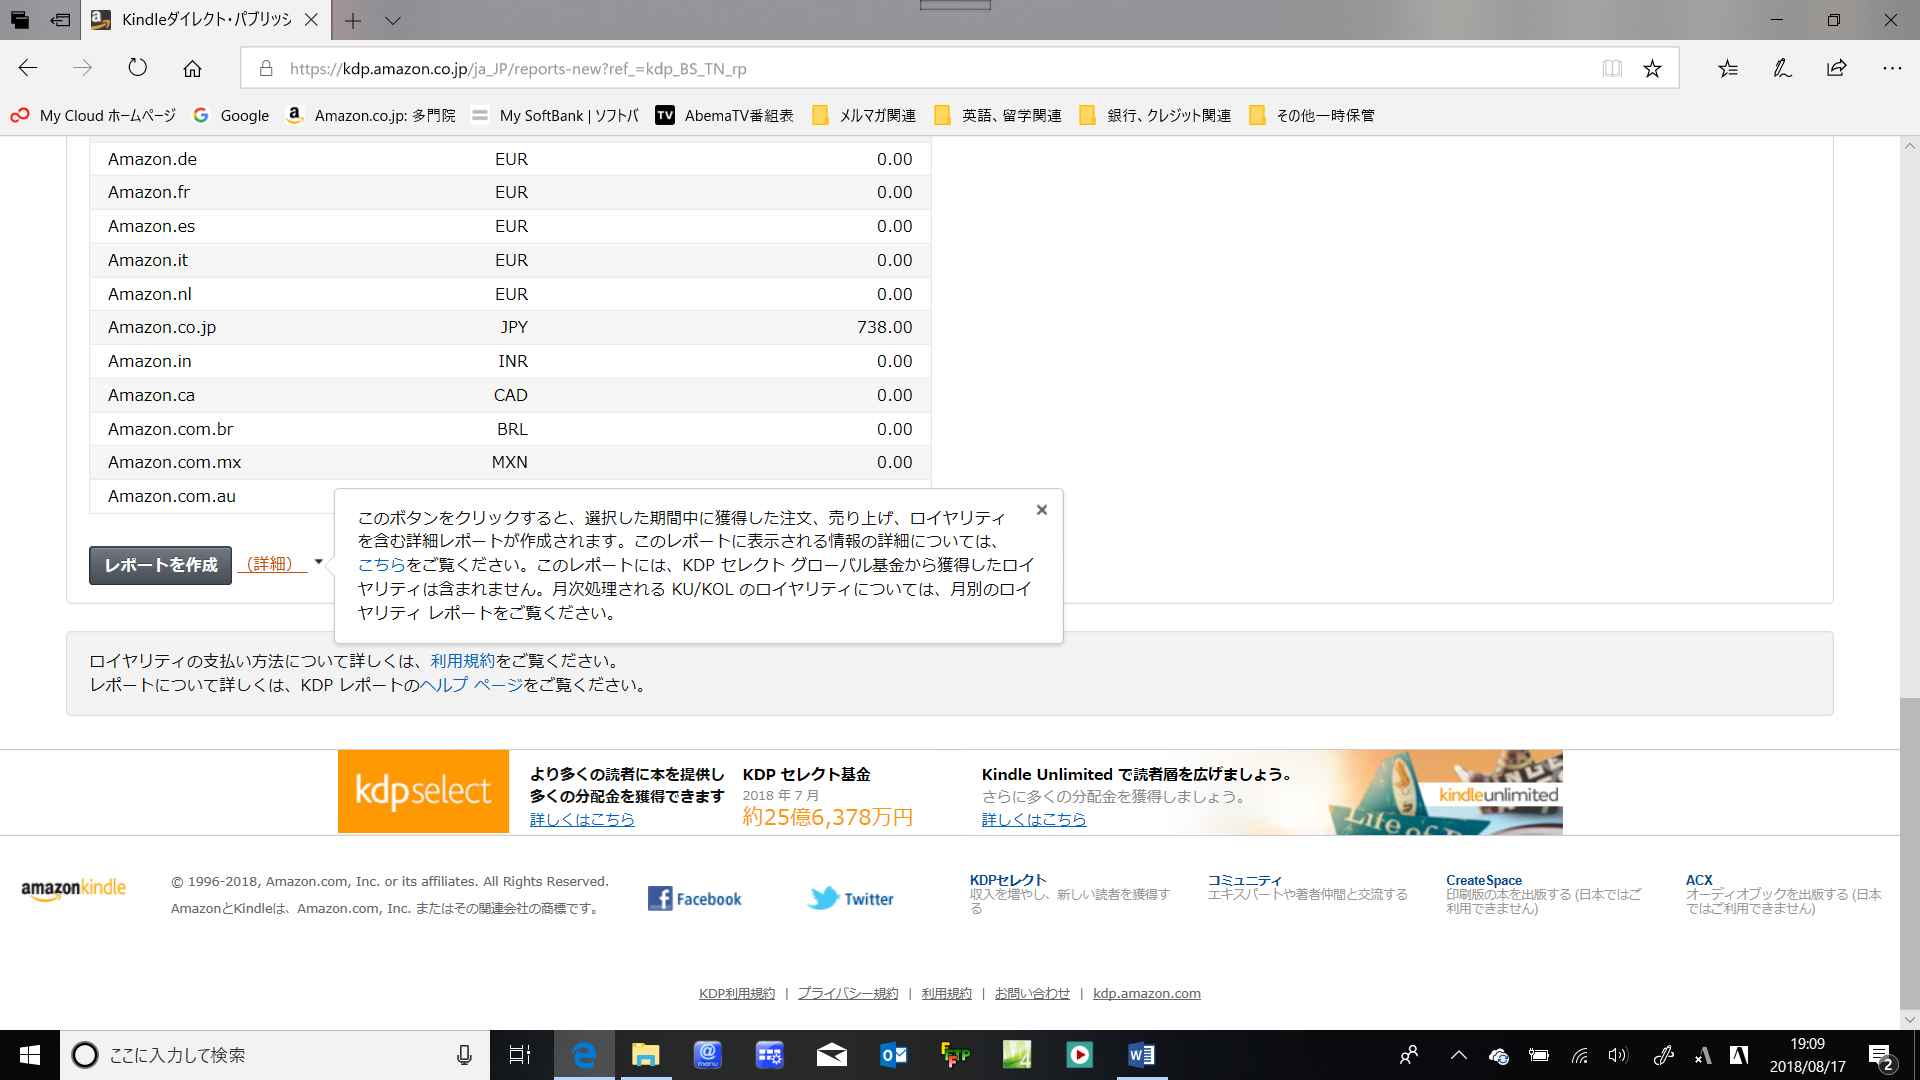 Kindleダイレクト・パブリッシ
https://kdp.amazon.co.jp/ja_JP/reports-new?ref_=kdp_BS_TN_rp
My Cloud ホームページ Google Amazon.co.jp: 多門院 My SoftBank | ソフトバ TV AbemaTV番組表 メルマガ関連 英語、留学関連 銀行、クレジット関連 その他一時保管
Amazon.de EUR 0.00
Amazon.fr EUR 0.00
Amazon.es EUR 0.00
Amazon.it EUR 0.00
Amazon.nl EUR 0.00
Amazon.co.jp JPY 738.00
Amazon.in INR 0.00
Amazon.ca CAD 0.00
Amazon.com.br BRL 0.00
Amazon.com.mx MXN 0.00
Amazon.com.au
このボタンをクリックすると、選択した期間中に獲得した注文、売り上げ、ロイヤリティ
を含む詳細レポートが作成されます。このレポートに表示される情報の詳細については、
こちらをご覧ください。このレポートには、KDP セレクト グローバル基金から獲得したロイ
ヤリティは含まれません。月次処理される KU/KOL のロイヤリティについては、月別のロイ
ヤリティ レポートをご覧ください。
レポートを作成 (詳細)
ロイヤリティの支払い方法について詳しくは、利用規約をご覧ください。
レポートについて詳しくは、KDP レポートのヘルプ ページをご覧ください。
kdpselect
より多くの読者に本を提供し
多くの分配金を獲得できます
詳しくはこちら
KDP セレクト基金
2018 年 7 月
約25億6,378万円
Kindle Unlimited で読者層を広げましょう。
さらに多くの分配金を獲得しましょう。
詳しくはこちら
kindleunlimited
Life of
amazonkindle
© 1996-2018, Amazon.com, Inc. or its affiliates. All Rights Reserved.
AmazonとKindleは、Amazon.com, Inc. またはその関連会社の商標です。
Facebook
Twitter
KDPセレクト
収入を増やし、新しい読者を獲得す
る
コミュニティ
エキスパートや著者仲間と交流する
CreateSpace
印刷版の本を出版する (日本ではご
利用できません)
ACX
オーディオブックを出版する (日本
ではご利用できません)
KDP利用規約 | プライバシー規約 | 利用規約 | お問い合わせ | kdp.amazon.com
ここに入力して検索
19:09
2018/08/17
2